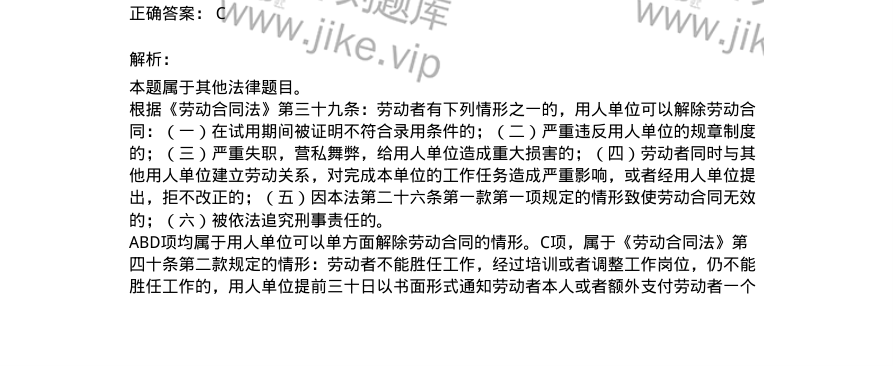 正确答案： C
刷题库
www.jike.vip
www.jik
解析：
本题属于其他法律题目。
根据《劳动合同法》第三十九条：劳动者有下列情形之一的，用人单位可以解除劳动合
同：（一）在试用期间被证明不符合录用条件的；（二）严重违反用人单位的规章制度
的；（三）严重失职，营私舞弊，给用人单位造成重大损害的；（四）劳动者同时与其
他用人单位建立劳动关系，对完成本单位的工作任务造成严重影响，或者经用人单位提
出，拒不改正的；（五）因本法第二十六条第一款第一项规定的情形致使劳动合同无效
的；（六）被依法追究刑事责任的。
ABD项均属于用人单位可以单方面解除劳动合同的情形。C项，属于《劳动合同法》第
四十条第二款规定的情形：劳动者不能胜任工作，经过培训或者调整工作岗位，仍不能
胜任工作的，用人单位提前三十日以书面形式通知劳动者本人或者额外支付劳动者一个